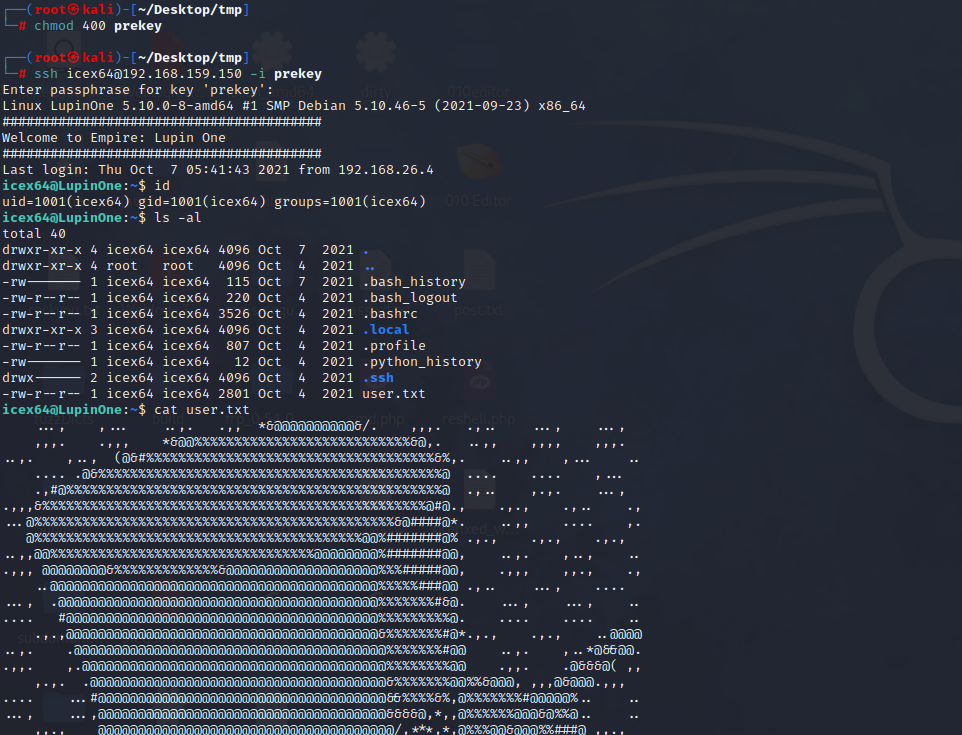 ┌──(root㉿kali)-[~/Desktop/tmp]
└─# chmod 400 prekey
┌──(root㉿kali)-[~/Desktop/tmp]
└─# ssh icex64@192.168.159.150 -i prekey
Enter passphrase for key 'prekey':
Linux LupinOne 5.10.0-8-amd64 #1 SMP Debian 5.10.46-5 (2021-09-23) x86_64
########################################
Welcome to Empire: Lupin One
########################################
Last login: Thu Oct  7 05:41:43 2021 from 192.168.26.4
icex64@LupinOne:~$ id
uid=1001(icex64) gid=1001(icex64) groups=1001(icex64)
icex64@LupinOne:~$ ls -al
total 40
drwxr-xr-x 4 icex64 icex64 4096 Oct  7  2021 .
drwxr-xr-x 4 root   root   4096 Oct  4  2021 ..
-rw------- 1 icex64 icex64  115 Oct  7  2021 .bash_history
-rw-r--r-- 1 icex64 icex64  220 Oct  4  2021 .bash_logout
-rw-r--r-- 1 icex64 icex64 3526 Oct  4  2021 .bashrc
drwxr-xr-x 3 icex64 icex64 4096 Oct  4  2021 .local
-rw-r--r-- 1 icex64 icex64  807 Oct  4  2021 .profile
-rw------- 1 icex64 icex64   12 Oct  4  2021 .python_history
drwx------ 2 icex64 icex64 4096 Oct  4  2021 .ssh
-rw-r--r-- 1 icex64 icex64 2801 Oct  4  2021 user.txt
icex64@LupinOne:~$ cat user.txt